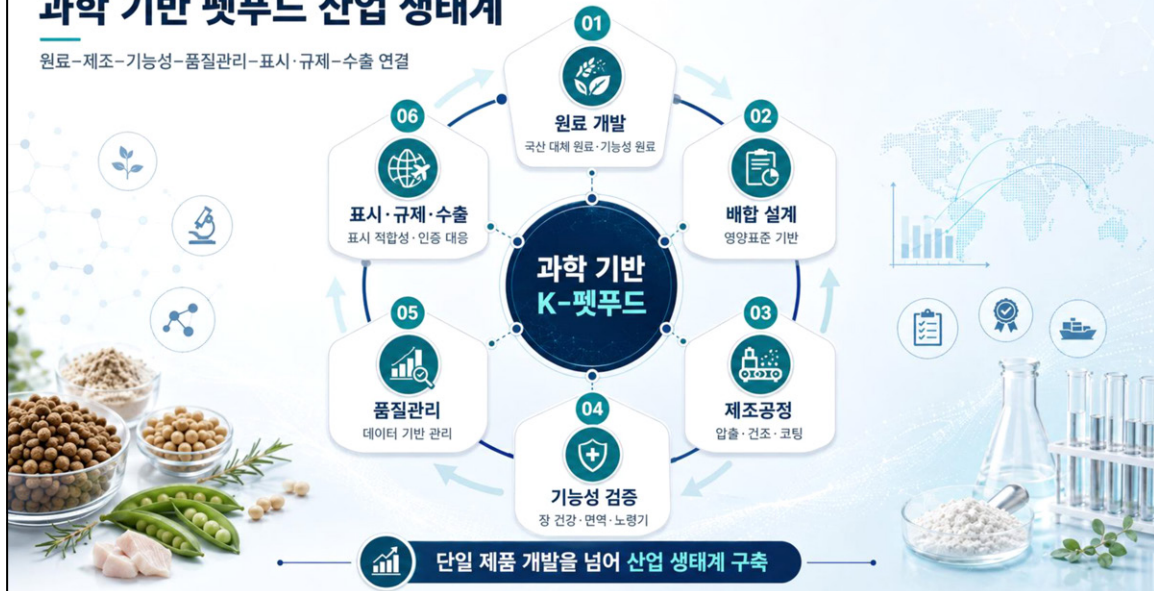 과학 기반 펫푸드 산업 생태계
원료-제조-기능성-품질관리-표시·규제-수출 연결
01
원료 개발
국산 대체 원료·기능성 원료
02
배합 설계
영양표준 기반
03
제조공정
압출·건조·코팅
04
기능성 검증
장 건강·면역·노령기
05
품질관리
데이터 기반 관리
06
표시·규제·수출
표시 적합성·인증 대응
과학 기반
K-펫푸드
단일 제품 개발을 넘어 산업 생태계 구축